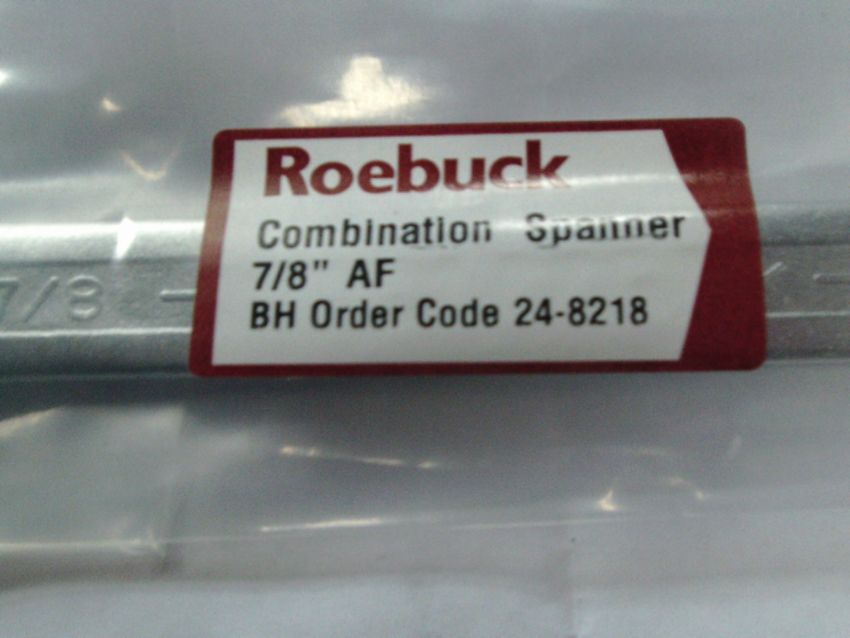 Roebuck
Combination Spanner
7/8" AF
BH Order Code 24-8218
7/8